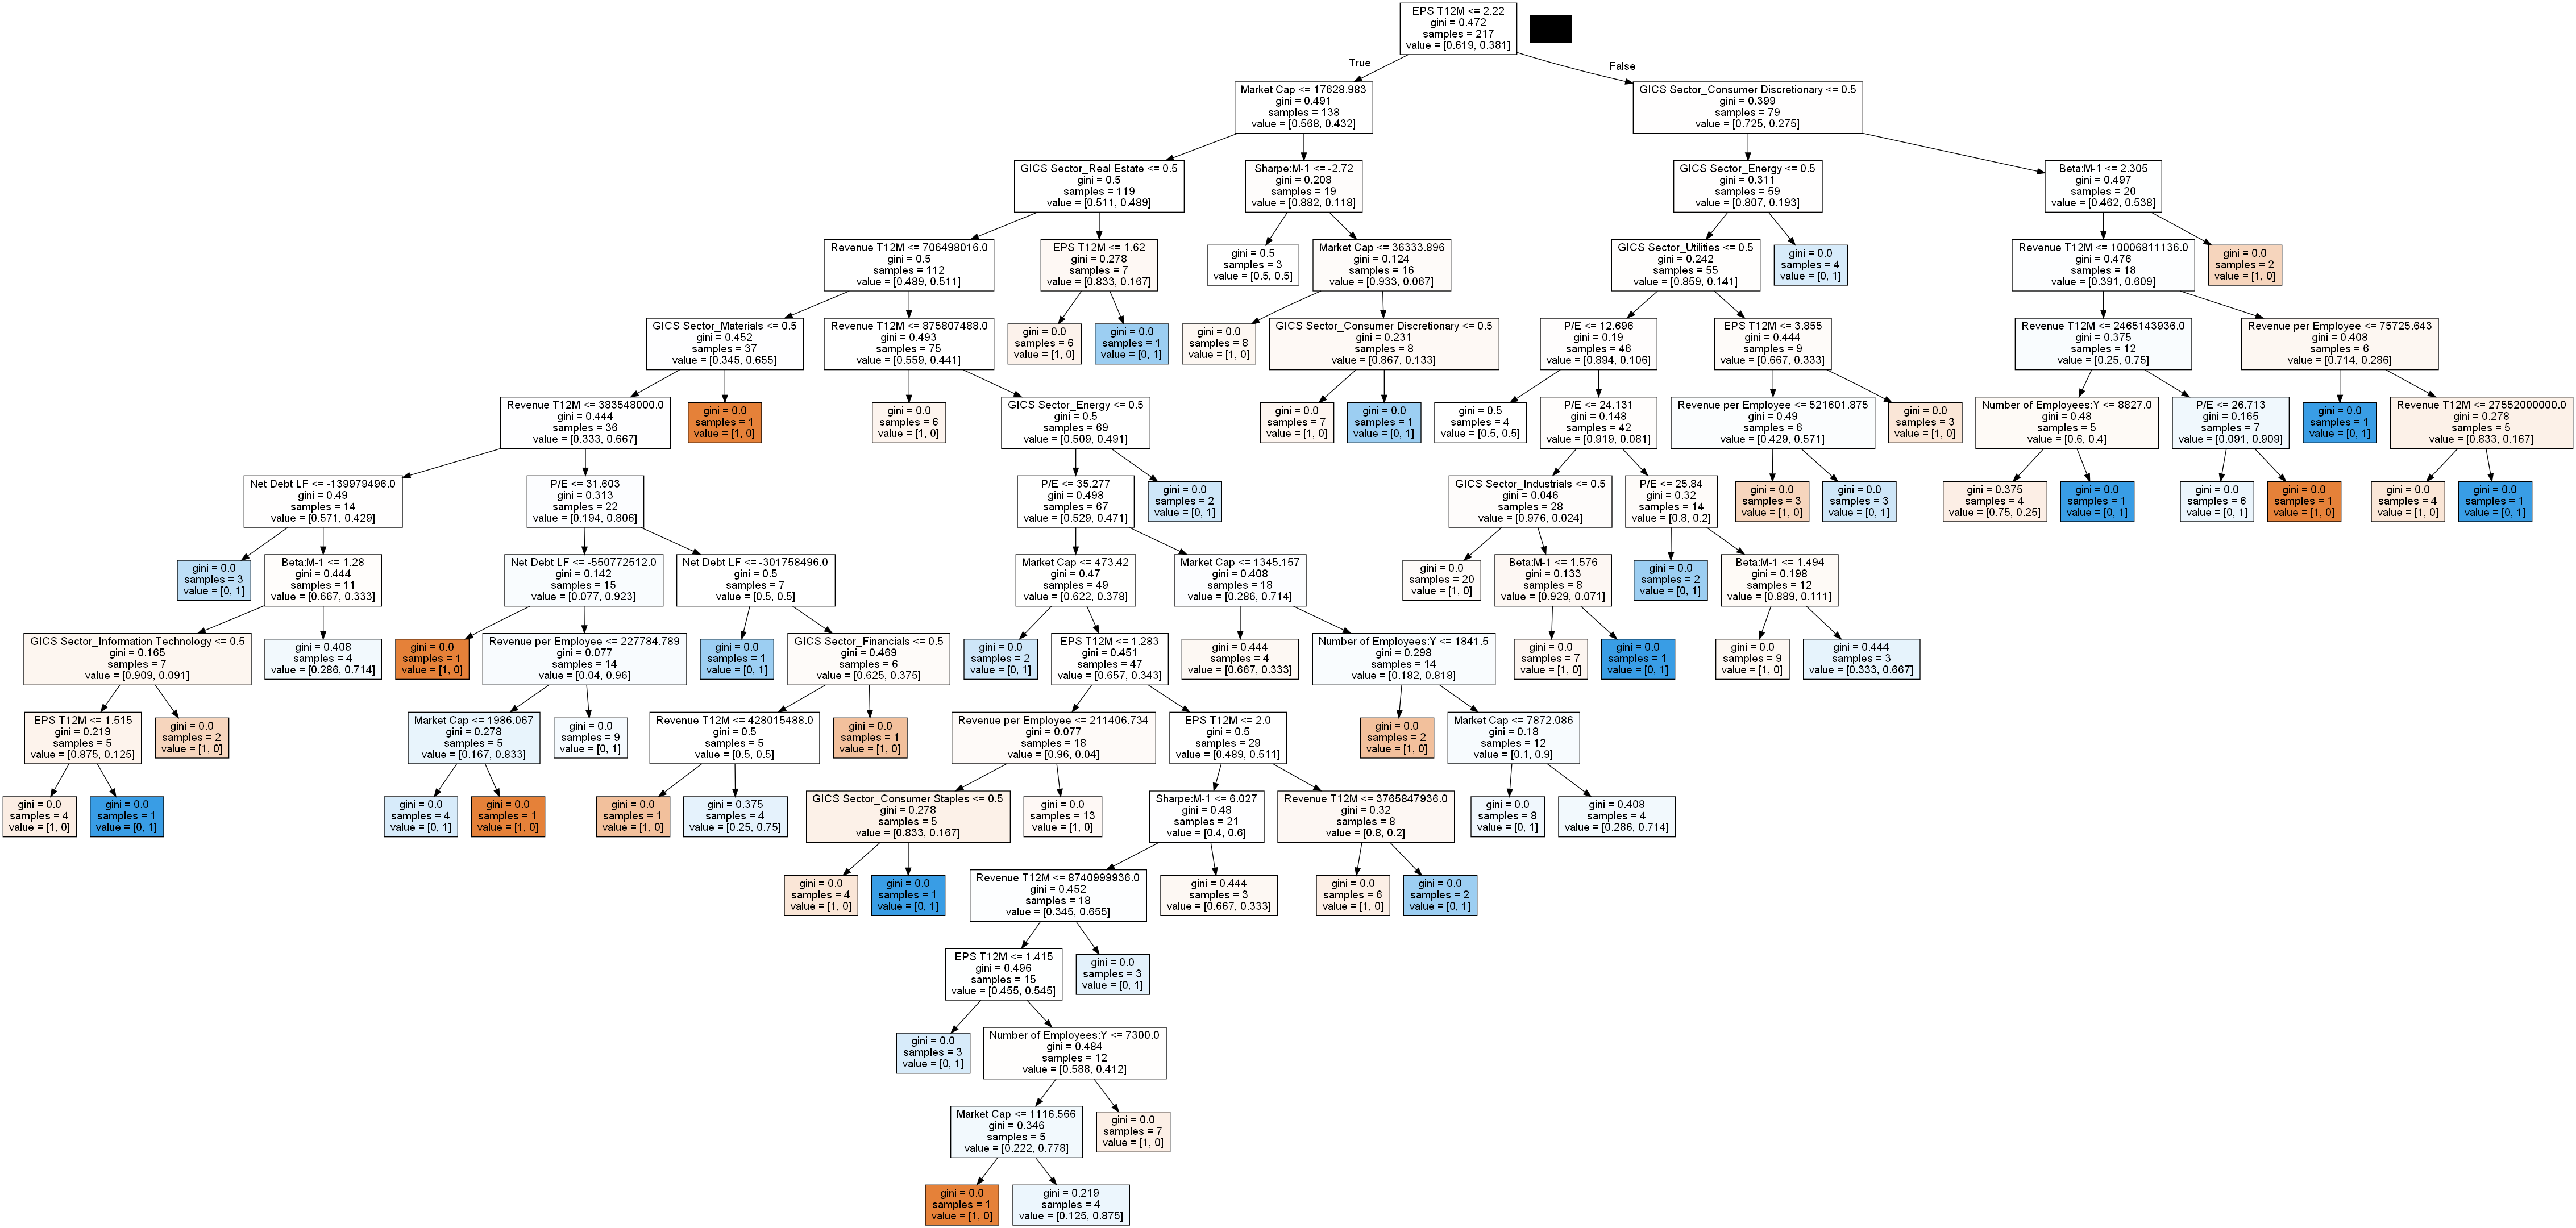 EPS T12M <= 2.22
gini = 0.472
samples = 217
value = [0.619, 0.381]
True
False
Market Cap <= 17628.983
gini = 0.491
samples = 138
value = [0.568, 0.432]
GICS Sector_Consumer Discretionary <= 0.5
gini = 0.399
samples = 79
value = [0.725, 0.275]
GICS Sector_Real Estate <= 0.5
gini = 0.5
samples = 119
value = [0.511, 0.489]
Sharpe:M-1 <= -2.72
gini = 0.208
samples = 19
value = [0.882, 0.118]
GICS Sector_Energy <= 0.5
gini = 0.311
samples = 59
value = [0.807, 0.193]
Beta:M-1 <= 2.305
gini = 0.497
samples = 20
value = [0.462, 0.538]
Revenue T12M <= 706498016.0
gini = 0.5
samples = 112
value = [0.489, 0.511]
EPS T12M <= 1.62
gini = 0.278
samples = 7
value = [0.833, 0.167]
gini = 0.5
samples = 3
value = [0.5, 0.5]
Market Cap <= 36333.896
gini = 0.124
samples = 16
value = [0.933, 0.067]
GICS Sector_Utilities <= 0.5
gini = 0.242
samples = 55
value = [0.859, 0.141]
gini = 0.0
samples = 4
value = [0, 1]
Revenue T12M <= 10006811136.0
gini = 0.476
samples = 18
value = [0.391, 0.609]
gini = 0.0
samples = 2
value = [1, 0]
GICS Sector_Materials <= 0.5
gini = 0.452
samples = 37
value = [0.345, 0.655]
Revenue T12M <= 875807488.0
gini = 0.493
samples = 75
value = [0.559, 0.441]
gini = 0.0
samples = 6
value = [1, 0]
gini = 0.0
samples = 1
value = [0, 1]
gini = 0.0
samples = 8
value = [1, 0]
GICS Sector_Consumer Discretionary <= 0.5
gini = 0.231
samples = 8
value = [0.867, 0.133]
P/E <= 12.696
gini = 0.19
samples = 46
value = [0.894, 0.106]
EPS T12M <= 3.855
gini = 0.444
samples = 9
value = [0.667, 0.333]
Revenue T12M <= 2465143936.0
gini = 0.375
samples = 12
value = [0.25, 0.75]
Revenue per Employee <= 75725.643
gini = 0.408
samples = 6
value = [0.714, 0.286]
Revenue T12M <= 383548000.0
gini = 0.444
samples = 36
value = [0.333, 0.667]
gini = 0.0
samples = 1
value = [1, 0]
gini = 0.0
samples = 6
value = [1, 0]
GICS Sector_Energy <= 0.5
gini = 0.5
samples = 69
value = [0.509, 0.491]
gini = 0.0
samples = 7
value = [1, 0]
gini = 0.0
samples = 1
value = [0, 1]
gini = 0.5
samples = 4
value = [0.5, 0.5]
P/E <= 24.131
gini = 0.148
samples = 42
value = [0.919, 0.081]
Revenue per Employee <= 521601.875
gini = 0.49
samples = 6
value = [0.429, 0.571]
gini = 0.0
samples = 3
value = [1, 0]
Number of Employees:Y <= 8827.0
gini = 0.48
samples = 5
value = [0.6, 0.4]
P/E <= 26.713
gini = 0.165
samples = 7
value = [0.091, 0.909]
gini = 0.0
samples = 1
value = [0, 1]
Revenue T12M <= 27552000000.0
gini = 0.278
samples = 5
value = [0.833, 0.167]
Net Debt LF <= -139979496.0
gini = 0.49
samples = 14
value = [0.571, 0.429]
P/E <= 31.603
gini = 0.313
samples = 22
value = [0.194, 0.806]
P/E <= 35.277
gini = 0.498
samples = 67
value = [0.529, 0.471]
gini = 0.0
samples = 2
value = [0, 1]
GICS Sector_Industrials <= 0.5
gini = 0.046
samples = 28
value = [0.976, 0.024]
P/E <= 25.84
gini = 0.32
samples = 14
value = [0.8, 0.2]
gini = 0.0
samples = 3
value = [1, 0]
gini = 0.0
samples = 3
value = [0, 1]
gini = 0.375
samples = 4
value = [0.75, 0.25]
gini = 0.0
samples = 1
value = [0, 1]
gini = 0.0
samples = 6
value = [0, 1]
gini = 0.0
samples = 1
value = [1, 0]
gini = 0.0
samples = 4
value = [1, 0]
gini = 0.0
samples = 1
value = [0, 1]
gini = 0.0
samples = 3
value = [0, 1]
Beta:M-1 <= 1.28
gini = 0.444
samples = 11
value = [0.667, 0.333]
Net Debt LF <= -550772512.0
gini = 0.142
samples = 15
value = [0.077, 0.923]
Net Debt LF <= -301758496.0
gini = 0.5
samples = 7
value = [0.5, 0.5]
Market Cap <= 473.42
gini = 0.47
samples = 49
value = [0.622, 0.378]
Market Cap <= 1345.157
gini = 0.408
samples = 18
value = [0.286, 0.714]
gini = 0.0
samples = 20
value = [1, 0]
Beta:M-1 <= 1.576
gini = 0.133
samples = 8
value = [0.929, 0.071]
gini = 0.0
samples = 2
value = [0, 1]
Beta:M-1 <= 1.494
gini = 0.198
samples = 12
value = [0.889, 0.111]
GICS Sector_Information Technology <= 0.5
gini = 0.165
samples = 7
value = [0.909, 0.091]
gini = 0.408
samples = 4
value = [0.286, 0.714]
gini = 0.0
samples = 1
value = [1, 0]
Revenue per Employee <= 227784.789
gini = 0.077
samples = 14
value = [0.04, 0.96]
gini = 0.0
samples = 1
value = [0, 1]
GICS Sector_Financials <= 0.5
gini = 0.469
samples = 6
value = [0.625, 0.375]
gini = 0.0
samples = 2
value = [0, 1]
EPS T12M <= 1.283
gini = 0.451
samples = 47
value = [0.657, 0.343]
gini = 0.444
samples = 4
value = [0.667, 0.333]
Number of Employees:Y <= 1841.5
gini = 0.298
samples = 14
value = [0.182, 0.818]
gini = 0.0
samples = 7
value = [1, 0]
gini = 0.0
samples = 1
value = [0, 1]
gini = 0.0
samples = 9
value = [1, 0]
gini = 0.444
samples = 3
value = [0.333, 0.667]
EPS T12M <= 1.515
gini = 0.219
samples = 5
value = [0.875, 0.125]
gini = 0.0
samples = 2
value = [1, 0]
Market Cap <= 1986.067
gini = 0.278
samples = 5
value = [0.167, 0.833]
gini = 0.0
samples = 9
value = [0, 1]
Revenue T12M <= 428015488.0
gini = 0.5
samples = 5
value = [0.5, 0.5]
gini = 0.0
samples = 1
value = [1, 0]
Revenue per Employee <= 211406.734
gini = 0.077
samples = 18
value = [0.96, 0.04]
EPS T12M <= 2.0
gini = 0.5
samples = 29
value = [0.489, 0.511]
gini = 0.0
samples = 2
value = [1, 0]
Market Cap <= 7872.086
gini = 0.18
samples = 12
value = [0.1, 0.9]
gini = 0.0
samples = 4
value = [1, 0]
gini = 0.0
samples = 1
value = [0, 1]
gini = 0.0
samples = 4
value = [0, 1]
gini = 0.0
samples = 1
value = [1, 0]
gini = 0.0
samples = 1
value = [1, 0]
gini = 0.375
samples = 4
value = [0.25, 0.75]
GICS Sector_Consumer Staples <= 0.5
gini = 0.278
samples = 5
value = [0.833, 0.167]
gini = 0.0
samples = 13
value = [1, 0]
Sharpe:M-1 <= 6.027
gini = 0.48
samples = 21
value = [0.4, 0.6]
Revenue T12M <= 3765847936.0
gini = 0.32
samples = 8
value = [0.8, 0.2]
gini = 0.0
samples = 8
value = [0, 1]
gini = 0.408
samples = 4
value = [0.286, 0.714]
gini = 0.0
samples = 4
value = [1, 0]
gini = 0.0
samples = 1
value = [0, 1]
Revenue T12M <= 8740999936.0
gini = 0.452
samples = 18
value = [0.345, 0.655]
gini = 0.444
samples = 3
value = [0.667, 0.333]
gini = 0.0
samples = 6
value = [1, 0]
gini = 0.0
samples = 2
value = [0, 1]
EPS T12M <= 1.415
gini = 0.496
samples = 15
value = [0.455, 0.545]
gini = 0.0
samples = 3
value = [0, 1]
gini = 0.0
samples = 3
value = [0, 1]
Number of Employees:Y <= 7300.0
gini = 0.484
samples = 12
value = [0.588, 0.412]
Market Cap <= 1116.566
gini = 0.346
samples = 5
value = [0.222, 0.778]
gini = 0.0
samples = 7
value = [1, 0]
gini = 0.0
samples = 1
value = [1, 0]
gini = 0.219
samples = 4
value = [0.125, 0.875]